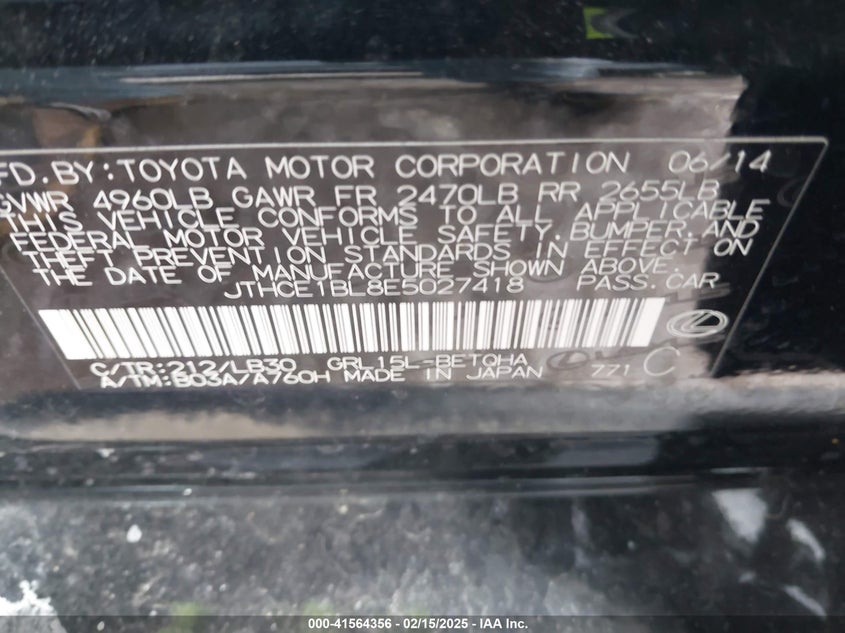 FD. BY: TOYOTA MOTOR CORPORATION 06/14
GVWR 4960LB GAWR FR 2470LB RR 2655LB
THIS VEHICLE CONFORMS TO ALL APPLICABLE
FEDERAL MOTOR VEHICLE SAFETY, BUMPER, AND
THEFT PREVENTION STANDARDS IN EFFECT ON
THE DATE OF MANUFACTURE SHOWN ABOVE.
JTHCE1BL8E5027418 PASS. CAR
C/TR:212/LB30 GRL15L-BETQHA
A/TM:B03A/A760H MADE IN JAPAN 771 C
000-41564356 - 02/15/2025 - IAA Inc.